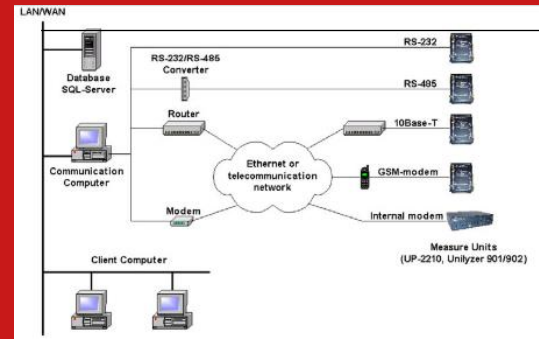 LAN/WAN
Database
SQL-Server
RS-232/RS-485
Converter
RS-232
RS-485
Router
10Base-T
Communication
Computer
Ethernet or
telecommunication
network
GSM-modem
Modem
Internal modem
Client Computer
Measure Units
(UP-2210, Unilyzer 901/902)